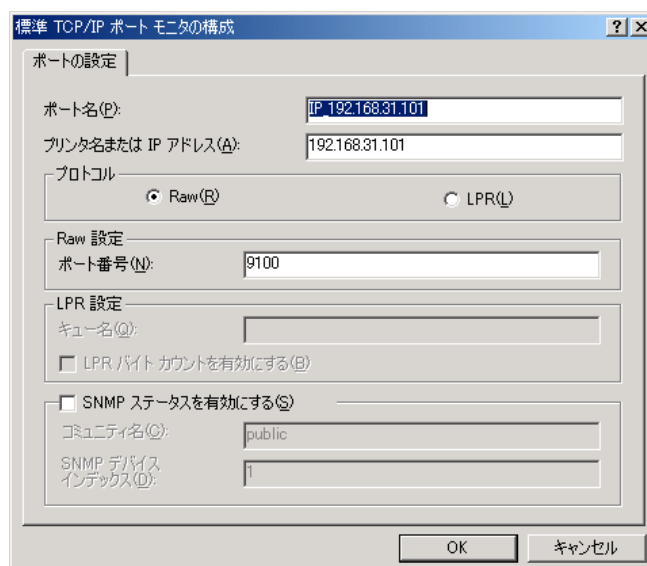 標準 TCP/IP ポート モニタの構成
ポートの設定
ポート名(P):
IP_192.168.31.101
プリンタ名または IP アドレス(A):
192.168.31.101
プロトコル
Raw(R)
LPR(L)
Raw 設定
ポート番号(N):
9100
LPR 設定
キュー名(Q):
LPR バイト カウントを有効にする(B)
SNMP ステータスを有効にする(S)
コミュニティ名(C):
public
SNMP デバイス
インデックス(D):
1
OK
キャンセル